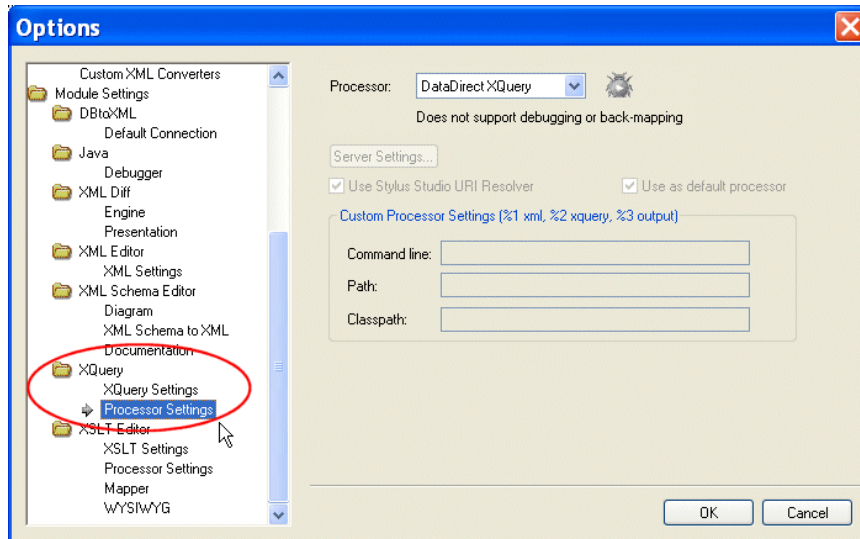 Options
Custom XML Converters
Module Settings
DBtoXML
Default Connection
Java
Debugger
XML Diff
Engine
Presentation
XML Editor
XML Settings
XML Schema Editor
Diagram
XML Schema to XML
Documentation
XQuery
XQuery Settings
Processor Settings
XSLT Editor
XSLT Settings
Processor Settings
Mapper
WYSIWYG
Processor: DataDirect XQuery
Does not support debugging or back-mapping
Server Settings...
Use Stylus Studio URI Resolver Use as default processor
Custom Processor Settings (%1 xml, %2 xquery, %3 output)
Command line:
Path:
Classpath:
OK Cancel